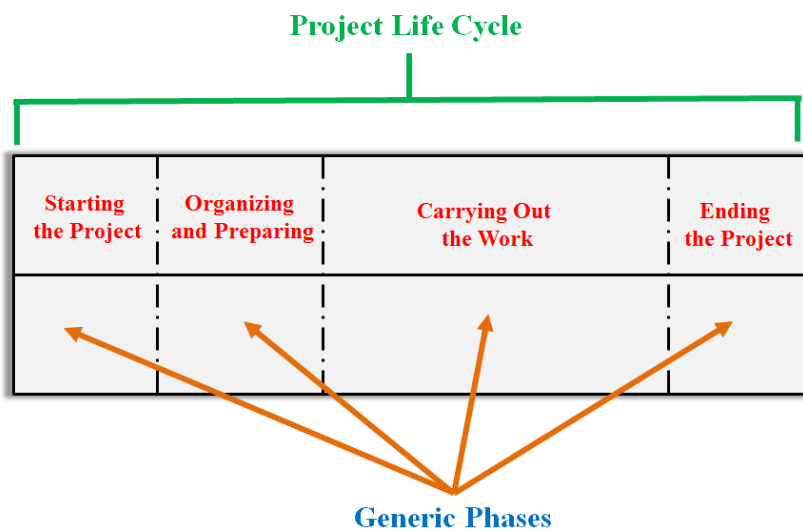 Project Life Cycle
Starting
the Project
Organizing
and Preparing
Carrying Out
the Work
Ending
the Project
Generic Phases